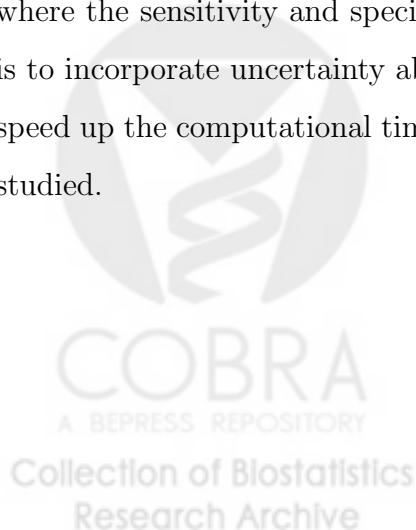 where the sensitivity and speci
is to incorporate uncertainty al
speed up the computational tin
studied.
COBRA
A BEPRESS REPOSITORY
Collection of Biostatistics
Research Archive